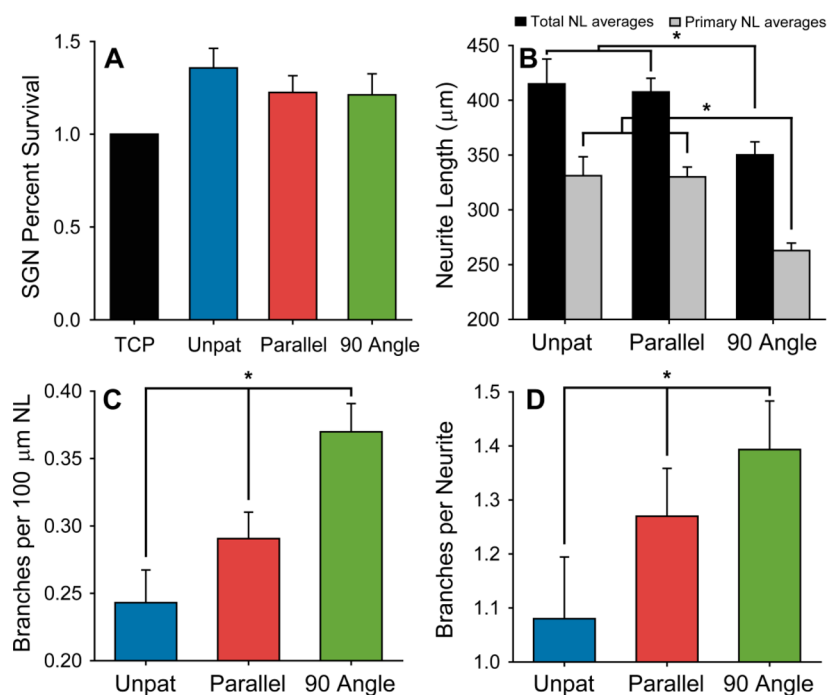 Total NL averages
Primary NL averages
A
SGN Percent Survival
1.5
1.0
0.5
0.0
TCP
Unpat
Parallel
90 Angle
B
Neurite Length (μm)
450
400
350
300
250
200
*
*
Unpat
Parallel
90 Angle
C
Branches per 100 μm NL
0.40
0.35
0.30
0.25
0.20
*
Unpat
Parallel
90 Angle
D
Branches per Neurite
1.5
1.4
1.3
1.2
1.1
1.0
*
Unpat
Parallel
90 Angle